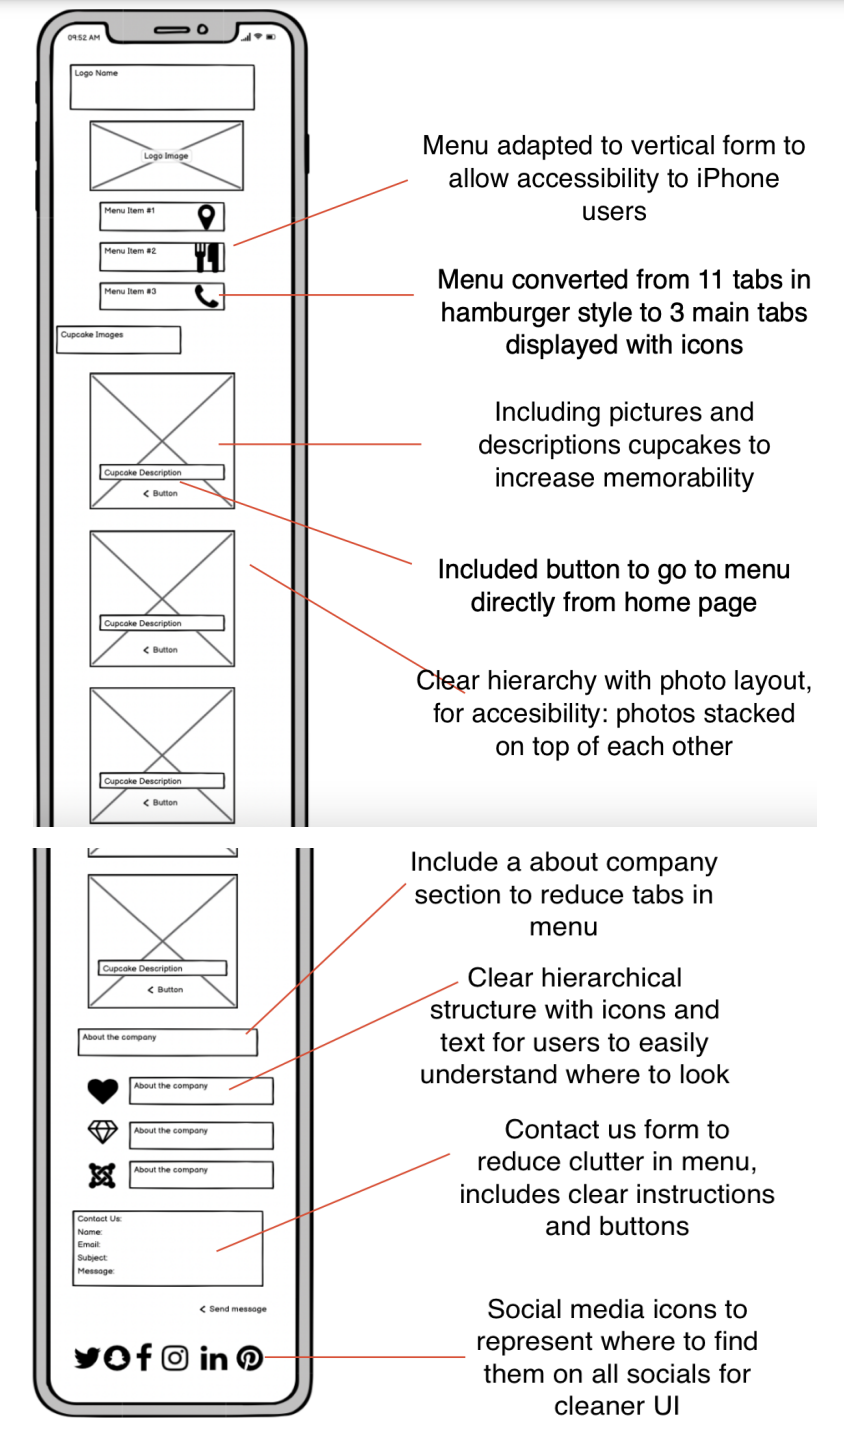 09:52 AM
Logo Name
Logo Image
Menu Item #1
Menu Item #2
Menu Item #3
Cupcake Images
Cupcake Description
Button
Cupcake Description
Button
Cupcake Description
Button
Menu adapted to vertical form to
allow accessibility to iPhone
users
Menu converted from 11 tabs in
hamburger style to 3 main tabs
displayed with icons
Including pictures and
descriptions cupcakes to
increase memorability
Included button to go to menu
directly from home page
Clear hierarchy with photo layout,
for accesibility: photos stacked
on top of each other
Cupcake Description
Button
About the company
About the company
About the company
About the company
Contact Us:
Name:
Email:
Subject:
Message:
Send message
Include a about company
section to reduce tabs in
menu
Clear hierarchical
structure with icons and
text for users to easily
understand where to look
Contact us form to
reduce clutter in menu,
includes clear instructions
and buttons
Social media icons to
represent where to find
them on all socials for
cleaner UI